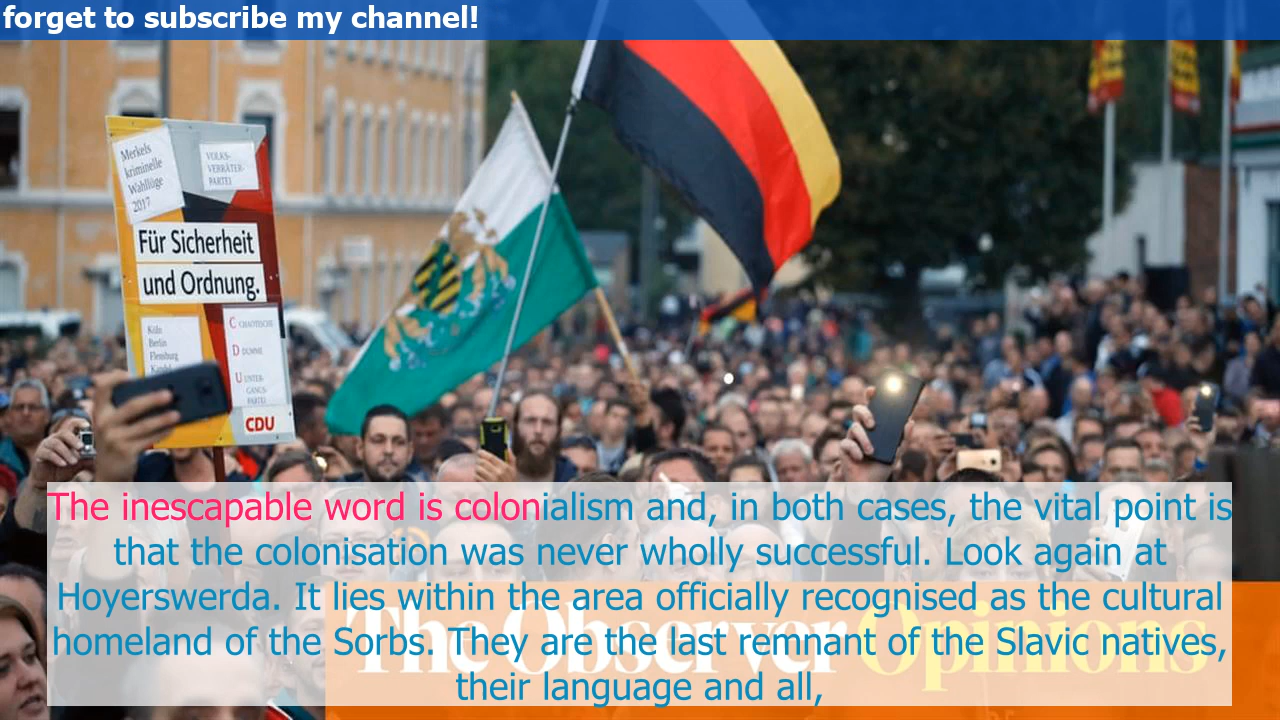 forget to subscribe my channel!
Merkels
kriminelle
Wahllüge
2017
VOLKS-
VERRÄTER-
PARTEI
Für Sicherheit
und Ordnung.
Köln
Berlin
Flensburg
C CHAOTISCHE
D DUMME
U UNTER-
GANGS-
PARTEI
CDU
The inescapable word is colonialism and, in both cases, the vital point is
that the colonisation was never wholly successful. Look again at
Hoyerswerda. It lies within the area officially recognised as the cultural
homeland of the Sorbs. They are the last remnant of the Slavic natives,
their language and all,
The Observer Opinions